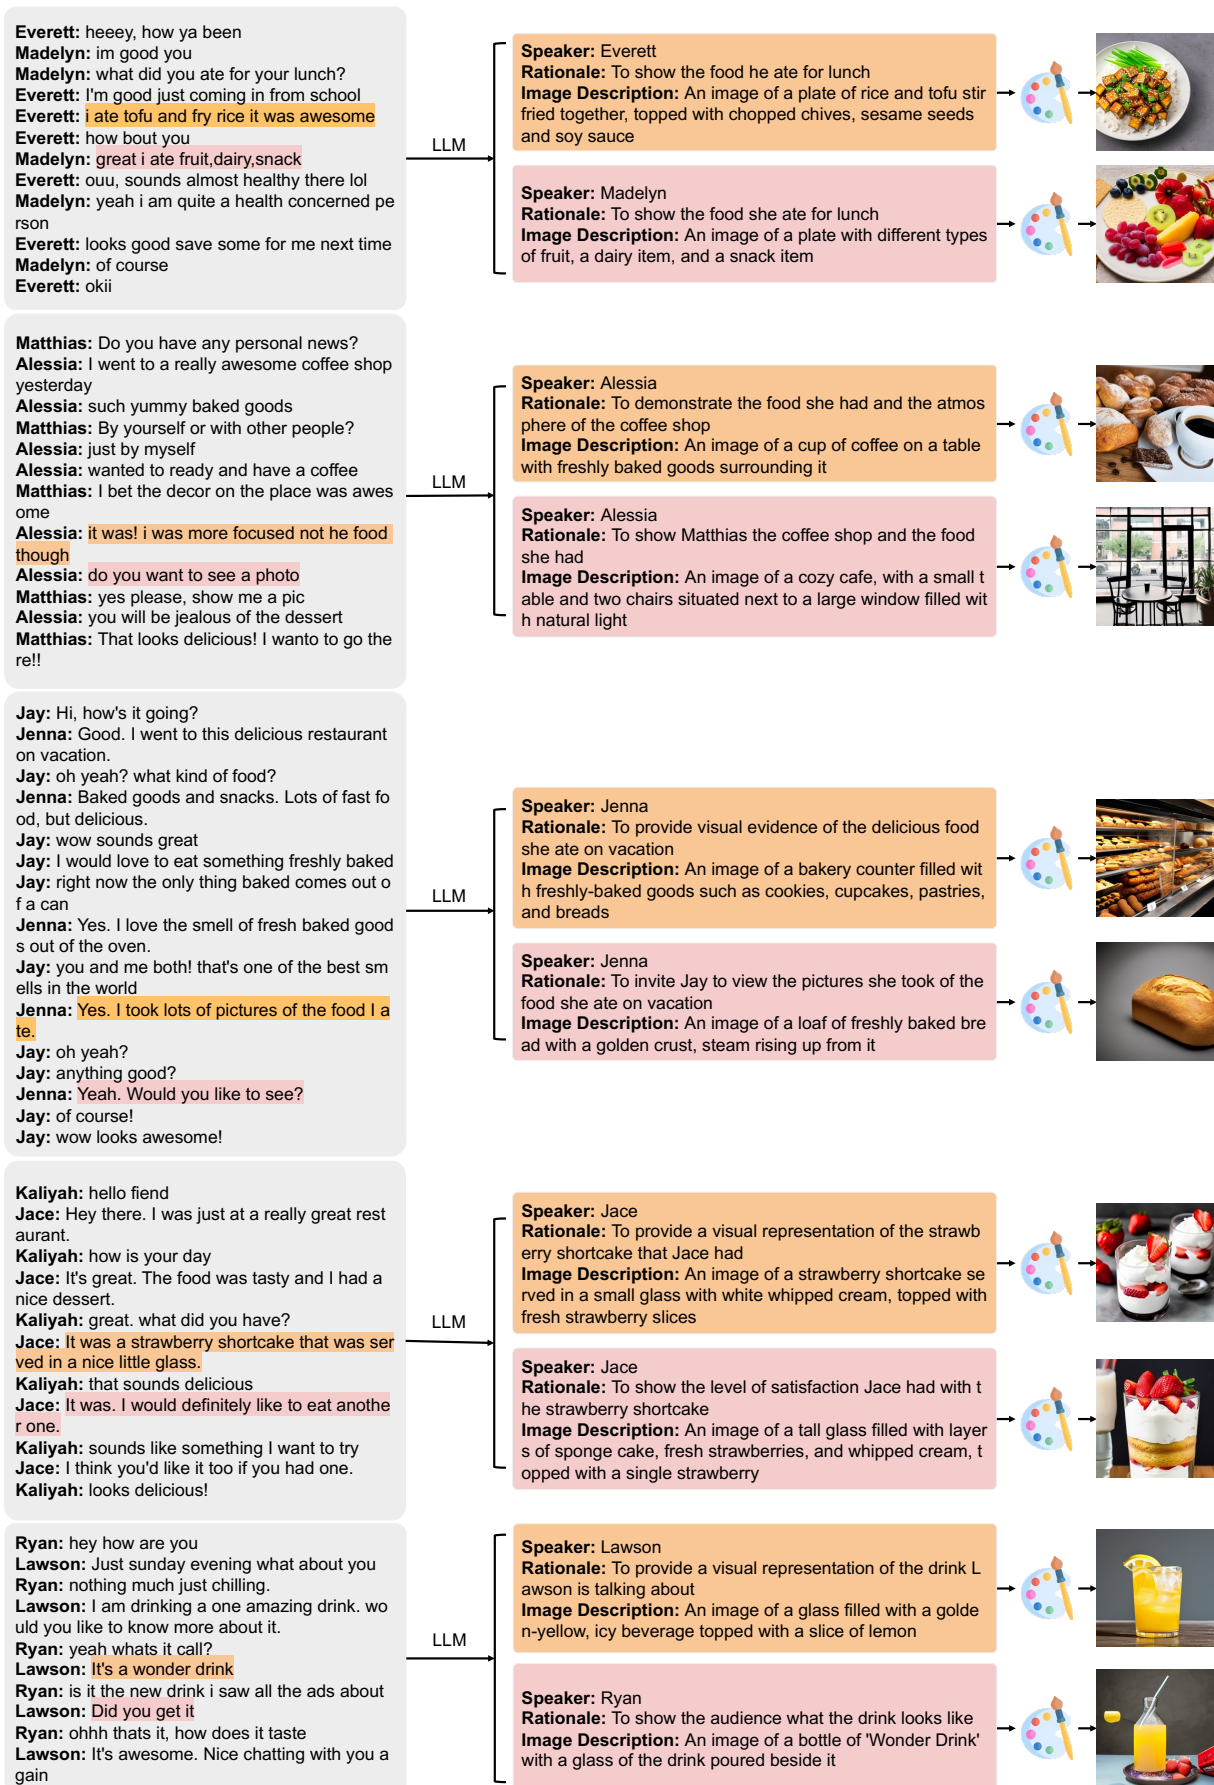 Everett: heeey, how ya been
Madelyn: im good you
Madelyn: what did you ate for your lunch?
Everett: I'm good just coming in from school
Everett: i ate tofu and fry rice it was awesome
Everett: how bout you
Madelyn: great i ate fruit,dairy,snack
Everett: ouu, sounds almost healthy there lol
Madelyn: yeah i am quite a health concerned pe
rson
Everett: looks good save some for me next time
Madelyn: of course
Everett: okii
LLM
Speaker: Everett
Rationale: To show the food he ate for lunch
Image Description: An image of a plate of rice and tofu stir
fried together, topped with chopped chives, sesame seeds
and soy sauce
Speaker: Madelyn
Rationale: To show the food she ate for lunch
Image Description: An image of a plate with different types
of fruit, a dairy item, and a snack item
Matthias: Do you have any personal news?
Alessia: I went to a really awesome coffee shop
yesterday
Alessia: such yummy baked goods
Matthias: By yourself or with other people?
Alessia: just by myself
Alessia: wanted to ready and have a coffee
Matthias: I bet the decor on the place was awes
ome
Alessia: it was! i was more focused not he food
though
Alessia: do you want to see a photo
Matthias: yes please, show me a pic
Alessia: you will be jealous of the dessert
Matthias: That looks delicious! I wanto to go the
re!!
LLM
Speaker: Alessia
Rationale: To demonstrate the food she had and the atmos
phere of the coffee shop
Image Description: An image of a cup of coffee on a table
with freshly baked goods surrounding it
Speaker: Alessia
Rationale: To show Matthias the coffee shop and the food
she had
Image Description: An image of a cozy cafe, with a small t
able and two chairs situated next to a large window filled wit
h natural light
Jay: Hi, how's it going?
Jenna: Good. I went to this delicious restaurant
on vacation.
Jay: oh yeah? what kind of food?
Jenna: Baked goods and snacks. Lots of fast fo
od, but delicious.
Jay: wow sounds great
Jay: I would love to eat something freshly baked
Jay: right now the only thing baked comes out o
f a can
Jenna: Yes. I love the smell of fresh baked good
s out of the oven.
Jay: you and me both! that's one of the best sm
ells in the world
Jenna: Yes. I took lots of pictures of the food I a
te.
Jay: oh yeah?
Jay: anything good?
Jenna: Yeah. Would you like to see?
Jay: of course!
Jay: wow looks awesome!
LLM
Speaker: Jenna
Rationale: To provide visual evidence of the delicious food
she ate on vacation
Image Description: An image of a bakery counter filled wit
h freshly-baked goods such as cookies, cupcakes, pastries,
and breads
Speaker: Jenna
Rationale: To invite Jay to view the pictures she took of the
food she ate on vacation
Image Description: An image of a loaf of freshly baked bre
ad with a golden crust, steam rising up from it
Kaliyah: hello fiend
Jace: Hey there. I was just at a really great rest
aurant.
Kaliyah: how is your day
Jace: It's great. The food was tasty and I had a
nice dessert.
Kaliyah: great. what did you have?
Jace: It was a strawberry shortcake that was ser
ved in a nice little glass.
Kaliyah: that sounds delicious
Jace: It was. I would definitely like to eat anothe
r one.
Kaliyah: sounds like something I want to try
Jace: I think you'd like it too if you had one.
Kaliyah: looks delicious!
LLM
Speaker: Jace
Rationale: To provide a visual representation of the strawb
erry shortcake that Jace had
Image Description: An image of a strawberry shortcake se
rved in a small glass with white whipped cream, topped with
fresh strawberry slices
Speaker: Jace
Rationale: To show the level of satisfaction Jace had with t
he strawberry shortcake
Image Description: An image of a tall glass filled with layer
s of sponge cake, fresh strawberries, and whipped cream, t
opped with a single strawberry
Ryan: hey how are you
Lawson: Just sunday evening what about you
Ryan: nothing much just chilling.
Lawson: I am drinking a one amazing drink. wo
uld you like to know more about it.
Ryan: yeah whats it call?
Lawson: It's a wonder drink
Ryan: is it the new drink i saw all the ads about
Lawson: Did you get it
Ryan: ohhh thats it, how does it taste
Lawson: It's awesome. Nice chatting with you a
gain
LLM
Speaker: Lawson
Rationale: To provide a visual representation of the drink L
awson is talking about
Image Description: An image of a glass filled with a golde
n-yellow, icy beverage topped with a slice of lemon
Speaker: Ryan
Rationale: To show the audience what the drink looks like
Image Description: An image of a bottle of 'Wonder Drink'
with a glass of the drink poured beside it